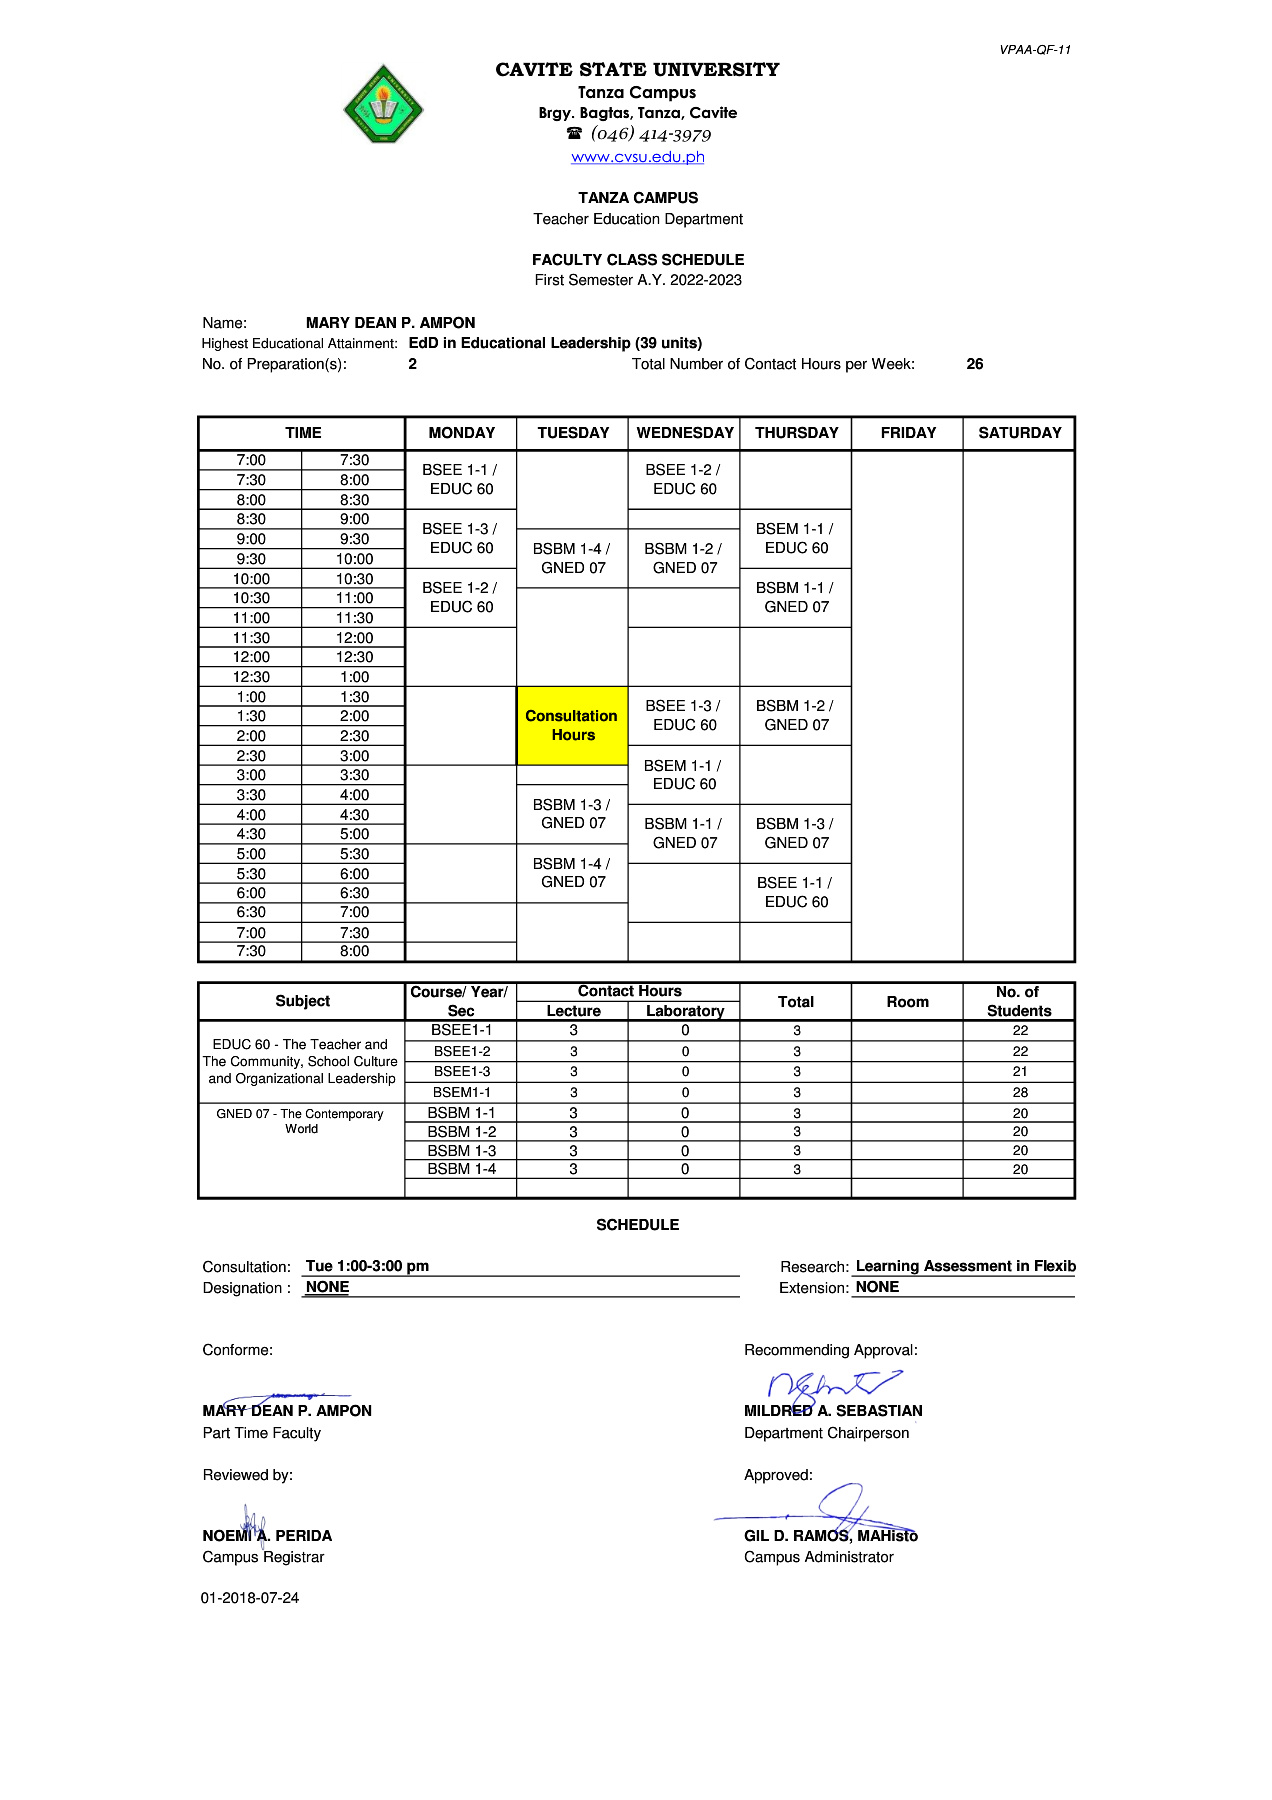 VPAA-QF-11
CAVITE STATE UNIVERSITY
Tanza Campus
Brgy. Bagtas, Tanza, Cavite
☎ (046) 414-3979
www.cvsu.edu.ph
TANZA CAMPUS
Teacher Education Department
FACULTY CLASS SCHEDULE
First Semester A.Y. 2022-2023
Name: MARY DEAN P. AMPON
Highest Educational Attainment: EdD in Educational Leadership (39 units)
No. of Preparation(s): 2 Total Number of Contact Hours per Week: 26
TIME MONDAY TUESDAY WEDNESDAY THURSDAY FRIDAY SATURDAY
7:00 7:30
BSEE 1-1 / EDUC 60
BSEE 1-2 / EDUC 60
7:30 8:00
8:00 8:30
8:30 9:00
BSEE 1-3 / EDUC 60
BSEM 1-1 / EDUC 60
9:00 9:30
BSBM 1-4 / GNED 07
BSBM 1-2 / GNED 07
9:30 10:00
10:00 10:30
BSEE 1-2 / EDUC 60
BSBM 1-1 / GNED 07
10:30 11:00
11:00 11:30
11:30 12:00
12:00 12:30
12:30 1:00
1:00 1:30
Consultation Hours
BSEE 1-3 / EDUC 60
BSBM 1-2 / GNED 07
1:30 2:00
2:00 2:30
2:30 3:00
BSEM 1-1 / EDUC 60
3:00 3:30
3:30 4:00
BSBM 1-3 / GNED 07
4:00 4:30
BSBM 1-1 / GNED 07
BSBM 1-3 / GNED 07
4:30 5:00
5:00 5:30
BSBM 1-4 / GNED 07
5:30 6:00
BSEE 1-1 / EDUC 60
6:00 6:30
6:30 7:00
7:00 7:30
7:30 8:00
Subject Course/ Year/ Sec Contact Hours Total Room No. of Students
Lecture Laboratory
EDUC 60 - The Teacher and
The Community, School Culture
and Organizational Leadership
BSEE1-1 3 0 3 22
BSEE1-2 3 0 3 22
BSEE1-3 3 0 3 21
BSEM1-1 3 0 3 28
GNED 07 - The Contemporary
World
BSBM 1-1 3 0 3 20
BSBM 1-2 3 0 3 20
BSBM 1-3 3 0 3 20
BSBM 1-4 3 0 3 20
SCHEDULE
Consultation: Tue 1:00-3:00 pm Research: Learning Assessment in Flexib
Designation : NONE Extension: NONE
Conforme: Recommending Approval:
MARY DEAN P. AMPON MILDRED A. SEBASTIAN
Part Time Faculty Department Chairperson
Reviewed by: Approved:
NOEMI A. PERIDA GIL D. RAMOS, MAHisto
Campus Registrar Campus Administrator
01-2018-07-24